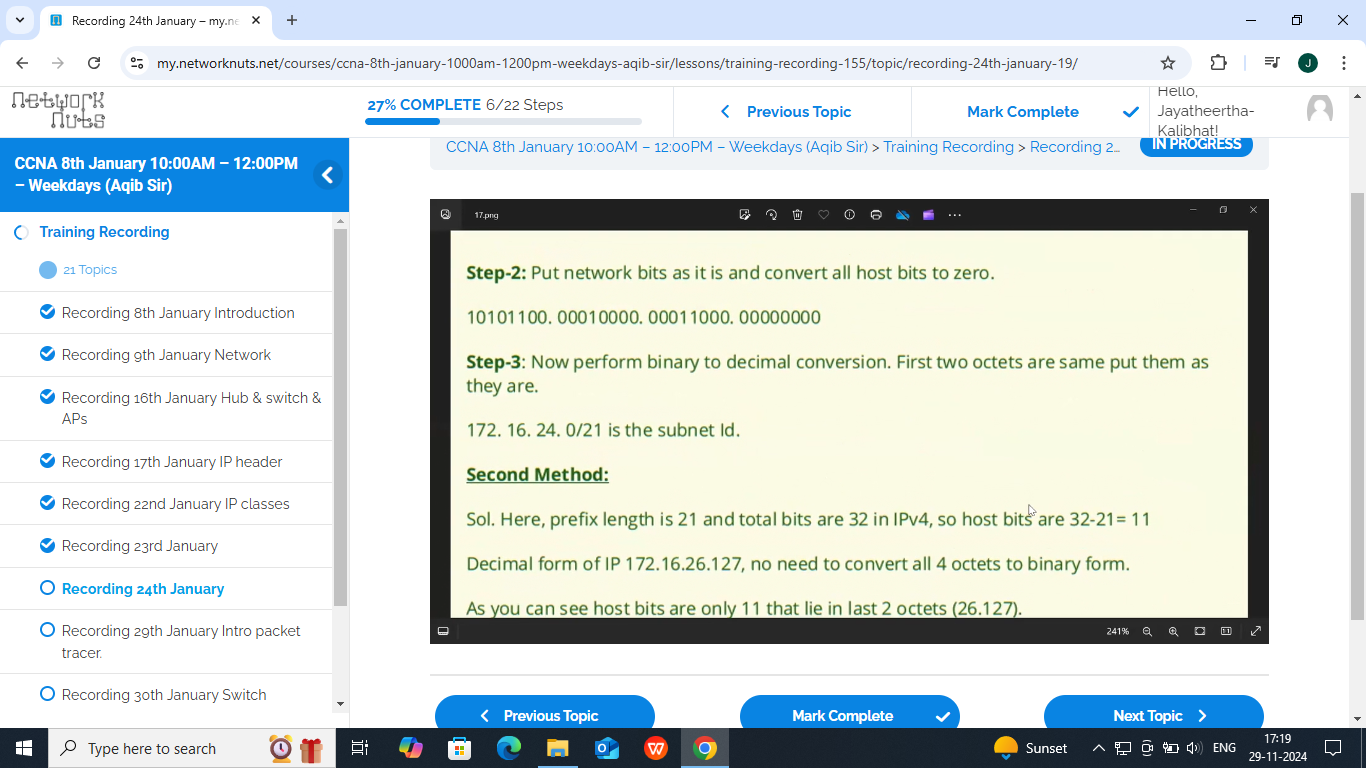 Recording 24th January – my.ne
my.networknuts.net/courses/ccna-8th-january-1000am-1200pm-weekdays-aqib-sir/lessons/training-recording-155/topic/recording-24th-january-19/
J
Network
Nuts
27% COMPLETE 6/22 Steps
Previous Topic
Mark Complete
Hello,
Jayatheertha-
Kalibhat!
CCNA 8th January 10:00AM – 12:00PM
– Weekdays (Aqib Sir)
CCNA 8th January 10:00AM – 12:00PM – Weekdays (Aqib Sir) > Training Recording > Recording 2...
IN PROGRESS
Training Recording
21 Topics
Recording 8th January Introduction
Recording 9th January Network
Recording 16th January Hub & switch &
APs
Recording 17th January IP header
Recording 22nd January IP classes
Recording 23rd January
Recording 24th January
Recording 29th January Intro packet
tracer.
Recording 30th January Switch
17.png
Step-2: Put network bits as it is and convert all host bits to zero.
10101100. 00010000. 00011000. 00000000
Step-3: Now perform binary to decimal conversion. First two octets are same put them as
they are.
172. 16. 24. 0/21 is the subnet Id.
Second Method:
Sol. Here, prefix length is 21 and total bits are 32 in IPv4, so host bits are 32-21= 11
Decimal form of IP 172.16.26.127, no need to convert all 4 octets to binary form.
As you can see host bits are only 11 that lie in last 2 octets (26.127).
241%
Previous Topic
Mark Complete
Next Topic
Type here to search
Sunset
ENG
17:19
29-11-2024